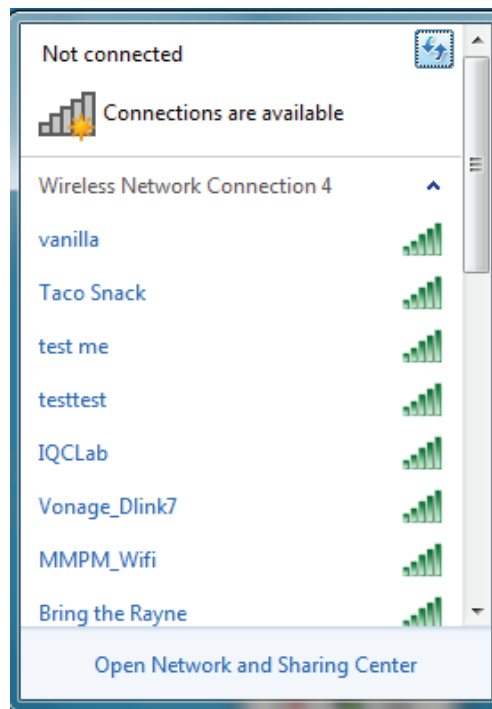 Not connected
Connections are available
Wireless Network Connection 4
vanilla
Taco Snack
test me
testtest
IQCLab
Vonage_Dlink7
MMPM_Wifi
Bring the Rayne
Open Network and Sharing Center